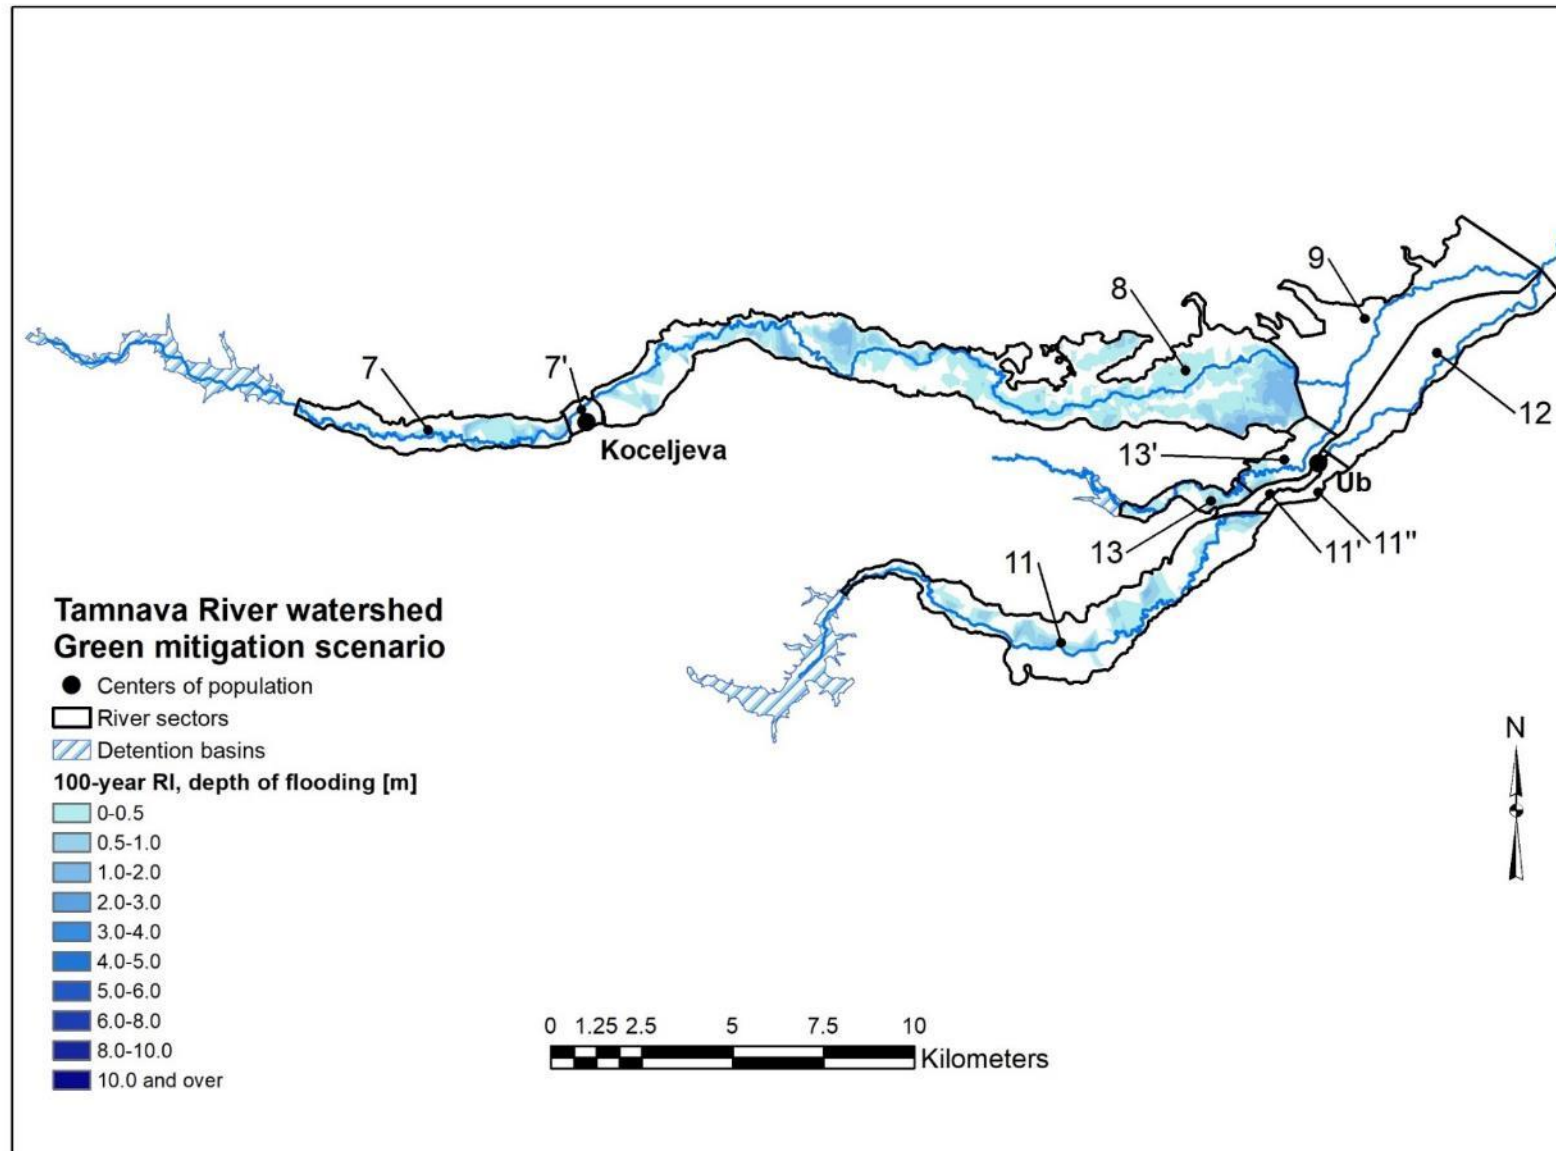 9
8
7
7'
12
Koceljeva
13'
Ub
13
11'
11"
11
Tamnava River watershed
Green mitigation scenario
Centers of population
River sectors
Detention basins
100-year RI, depth of flooding [m]
0-0.5
0.5-1.0
1.0-2.0
2.0-3.0
3.0-4.0
4.0-5.0
5.0-6.0
6.0-8.0
8.0-10.0
10.0 and over
N
0 1.25 2.5 5 7.5 10
Kilometers